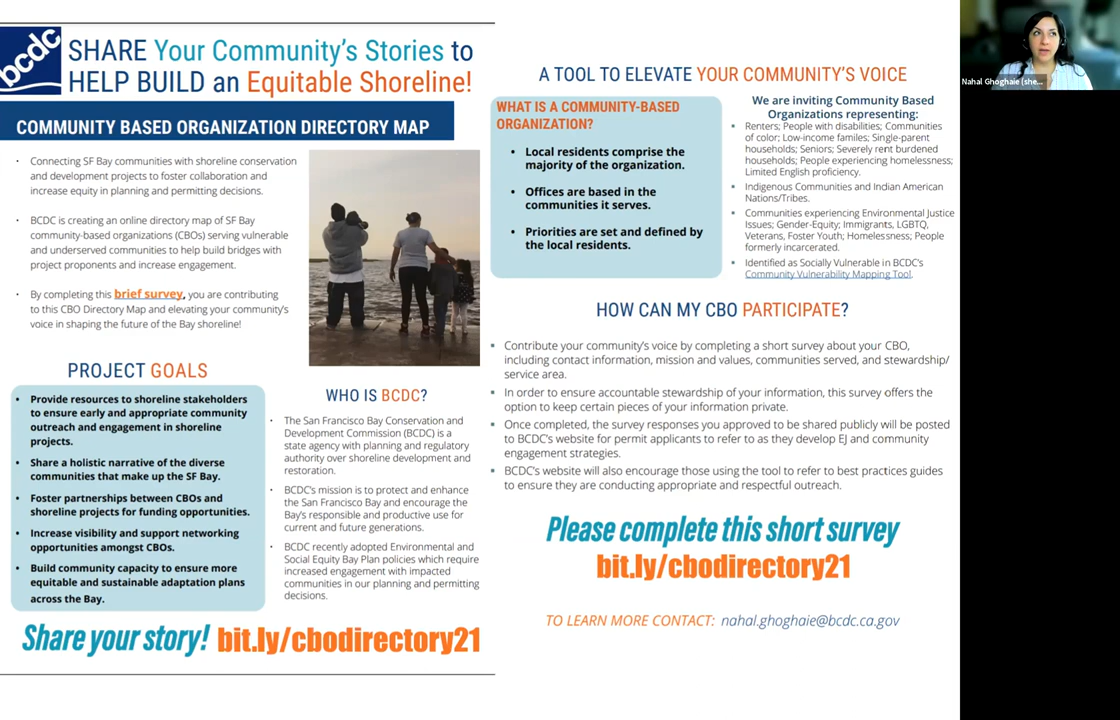 bcdc
SHARE Your Community's Stories to
HELP BUILD an Equitable Shoreline!
COMMUNITY BASED ORGANIZATION DIRECTORY MAP
• Connecting SF Bay communities with shoreline conservation
and development projects to foster collaboration and
increase equity in planning and permitting decisions.
• BCDC is creating an online directory map of SF Bay
community-based organizations (CBOs) serving vulnerable
and underserved communities to help build bridges with
project proponents and increase engagement.
• By completing this brief survey, you are contributing
to this CBO Directory Map and elevating your community's
voice in shaping the future of the Bay shoreline!
PROJECT GOALS
• Provide resources to shoreline stakeholders
to ensure early and appropriate community
outreach and engagement in shoreline
projects.
• Share a holistic narrative of the diverse
communities that make up the SF Bay.
• Foster partnerships between CBOs and
shoreline projects for funding opportunities.
• Increase visibility and support networking
opportunities amongst CBOs.
• Build community capacity to ensure more
equitable and sustainable adaptation plans
across the Bay.
WHO IS BCDC?
• The San Francisco Bay Conservation and
Development Commission (BCDC) is a
state agency with planning and regulatory
authority over shoreline development and
restoration.
• BCDC's mission is to protect and enhance
the San Francisco Bay and encourage the
Bay's responsible and productive use for
current and future generations.
• BCDC recently adopted Environmental and
Social Equity Bay Plan policies which require
increased engagement with impacted
communities in our planning and permitting
decisions.
Share your story! bit.ly/cbodirectory21
A TOOL TO ELEVATE YOUR COMMUNITY'S VOICE
WHAT IS A COMMUNITY-BASED
ORGANIZATION?
• Local residents comprise the
majority of the organization.
• Offices are based in the
communities it serves.
• Priorities are set and defined by
the local residents.
We are inviting Community Based
Organizations representing:
Renters; People with disabilities; Communities
of color; Low-income familes; Single-parent
households; Seniors; Severely rent burdened
households; People experiencing homelessness;
Limited English proficiency.
Indigenous Communities and Indian American
Nations/Tribes.
Communities experiencing Environmental Justice
Issues; Gender-Equity; Immigrants, LGBTQ,
Veterans, Foster Youth; Homelessness; People
formerly incarcerated.
Identified as Socially Vulnerable in BCDC's
Community Vulnerability Mapping Tool.
HOW CAN MY CBO PARTICIPATE?
Contribute your community's voice by completing a short survey about your CBO,
including contact information, mission and values, communities served, and stewardship/
service area.
In order to ensure accountable stewardship of your information, this survey offers the
option to keep certain pieces of your information private.
Once completed, the survey responses you approved to be shared publicly will be posted
to BCDC's website for permit applicants to refer to as they develop EJ and community
engagement strategies.
BCDC's website will also encourage those using the tool to refer to best practices guides
to ensure they are conducting appropriate and respectful outreach.
Please complete this short survey
bit.ly/cbodirectory21
TO LEARN MORE CONTACT: nahal.ghoghaie@bcdc.ca.gov
Nahal Ghoghaie (she...